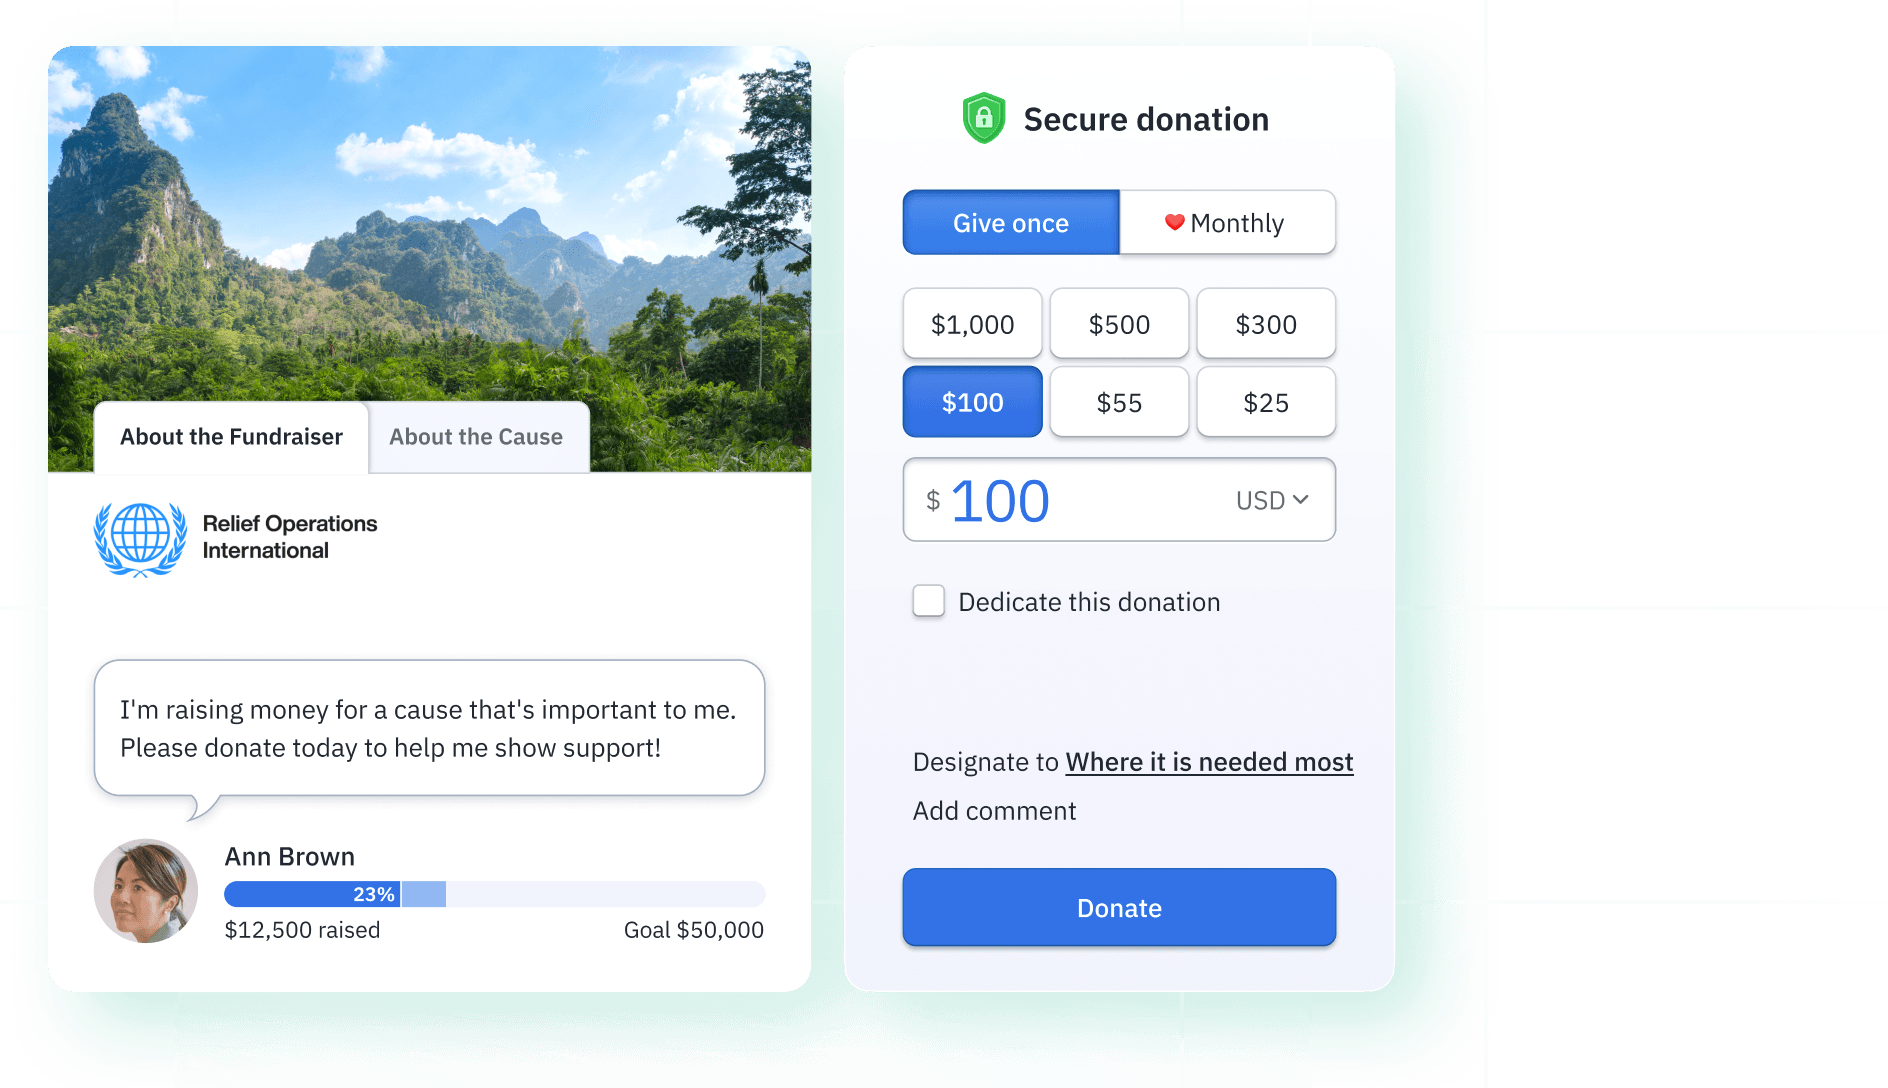 About the Fundraiser
About the Cause
Relief Operations
International
I'm raising money for a cause that's important to me.
Please donate today to help me show support!
Ann Brown
23%
$12,500 raised
Goal $50,000
Secure donation
Give once
Monthly
$1,000
$500
$300
$100
$55
$25
$ 100
USD
Dedicate this donation
Designate to Where it is needed most
Add comment
Donate